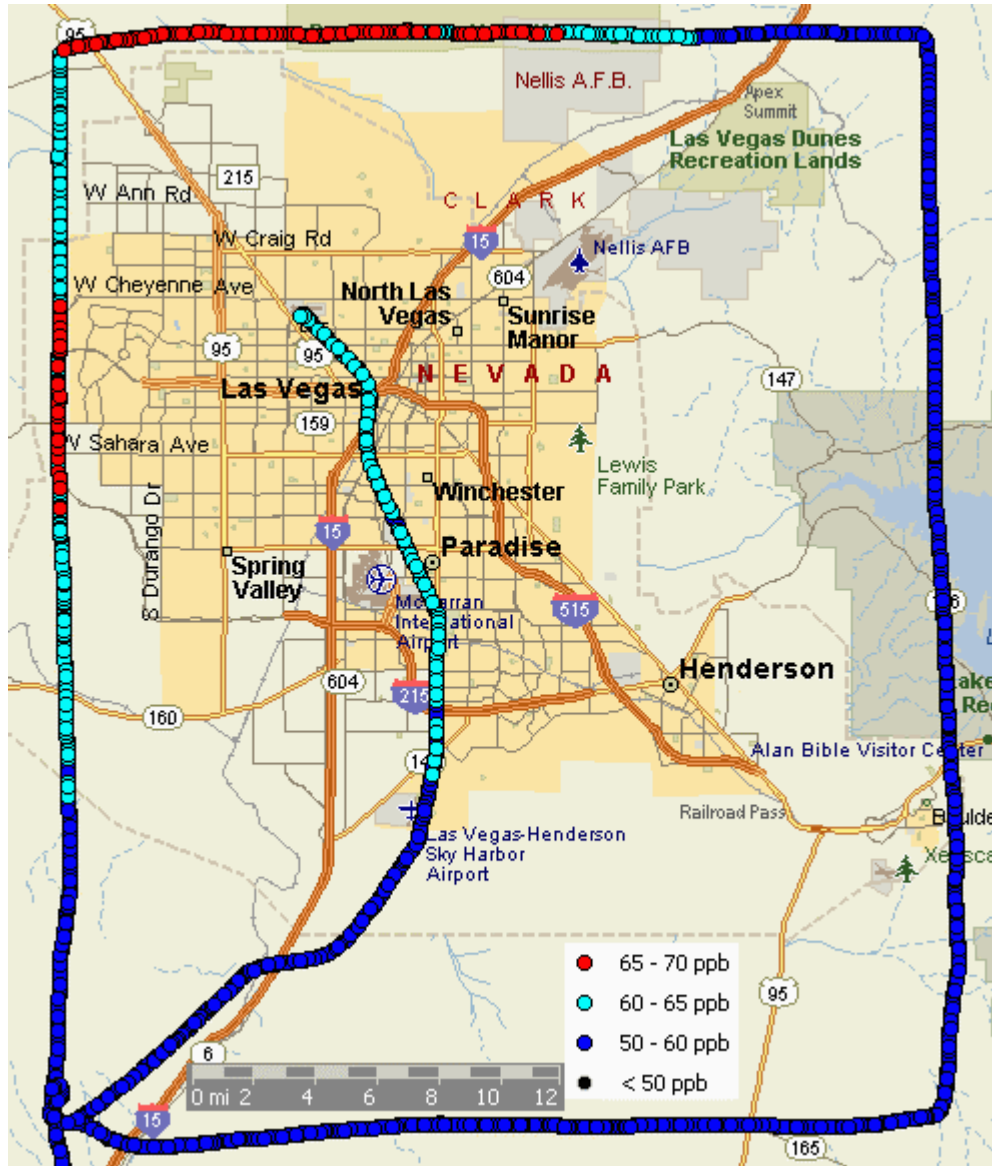 95
Nellis A.F.B.
Apex
Summit
Las Vegas Dunes
Recreation Lands
215
W Ann Rd
C L A R K
W Craig Rd
15
Nellis AFB
604
W Cheyenne Ave
North Las
Vegas
Sunrise
Manor
95
95
N E V A D A
147
Las Vegas
159
W Sahara Ave
Lewis
Family Park
Winchester
S Durango Dr
15
Paradise
Spring
Valley
515
McCarran
International
Airport
Henderson
604
215
160
Alan Bible Visitor Center
Railroad Pass
Las Vegas-Henderson
Sky Harbor
Airport
65 - 70 ppb
95
60 - 65 ppb
50 - 60 ppb
6
< 50 ppb
0 mi 2 4 6 8 10 12
15
165